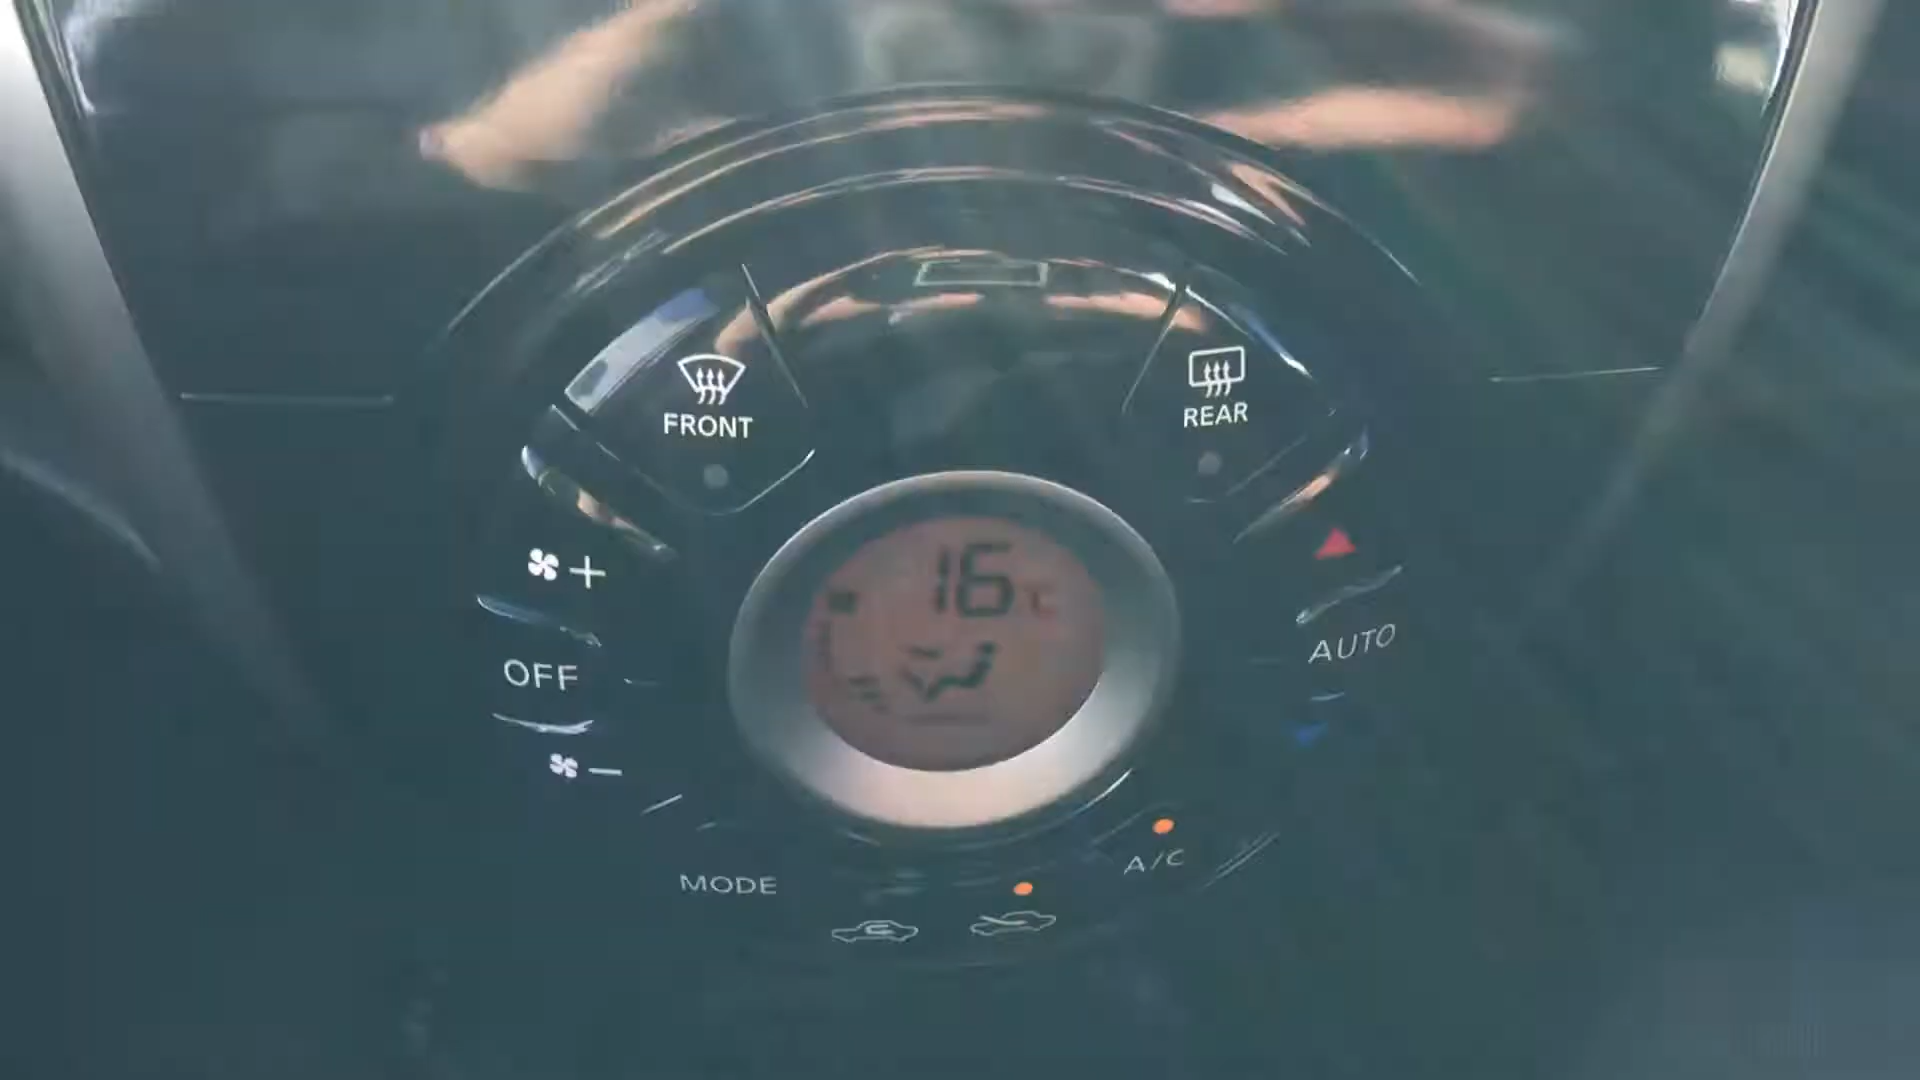 FRONT
REAR
+
16 °C
OFF
AUTO
−
A/C
MODE